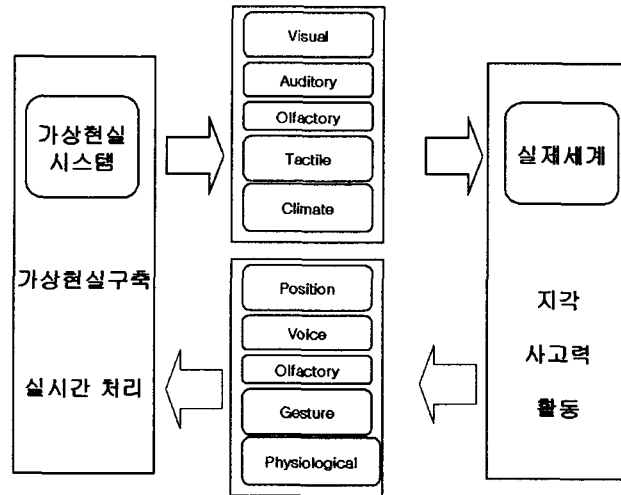 가상현실
시스템
가상현실구축
실시간 처리
Visual
Auditory
Olfactory
Tactile
Climate
Position
Voice
Olfactory
Gesture
Physiological
실재세계
지각
사고력
활동